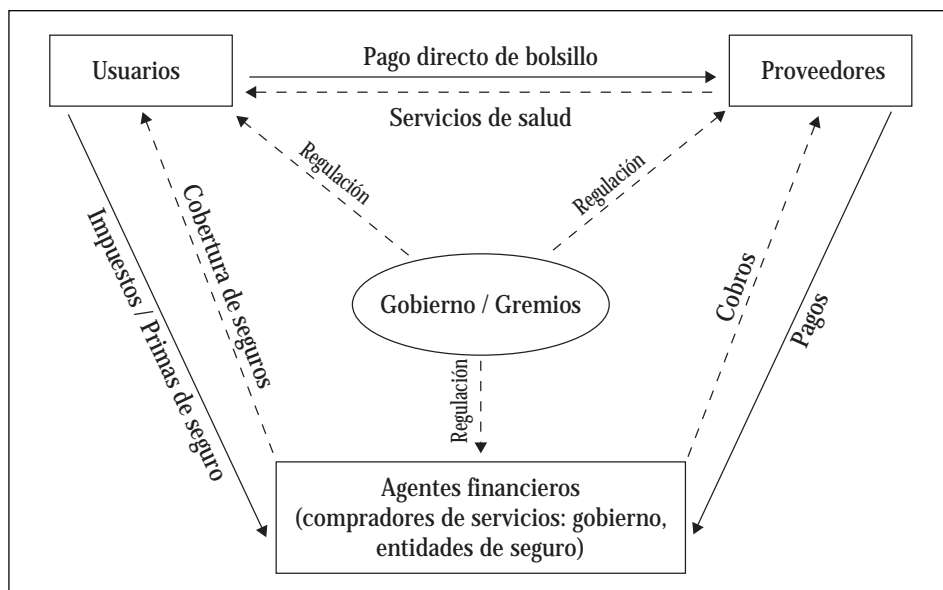 Usuarios
Pago directo de bolsillo
Proveedores
Servicios de salud
Regulación
Regulación
Impuestos / Primas de seguro
Cobertura de seguros
Gobierno / Gremios
Cobros
Pagos
Regulación
Agentes financieros
(compradores de servicios: gobierno,
entidades de seguro)